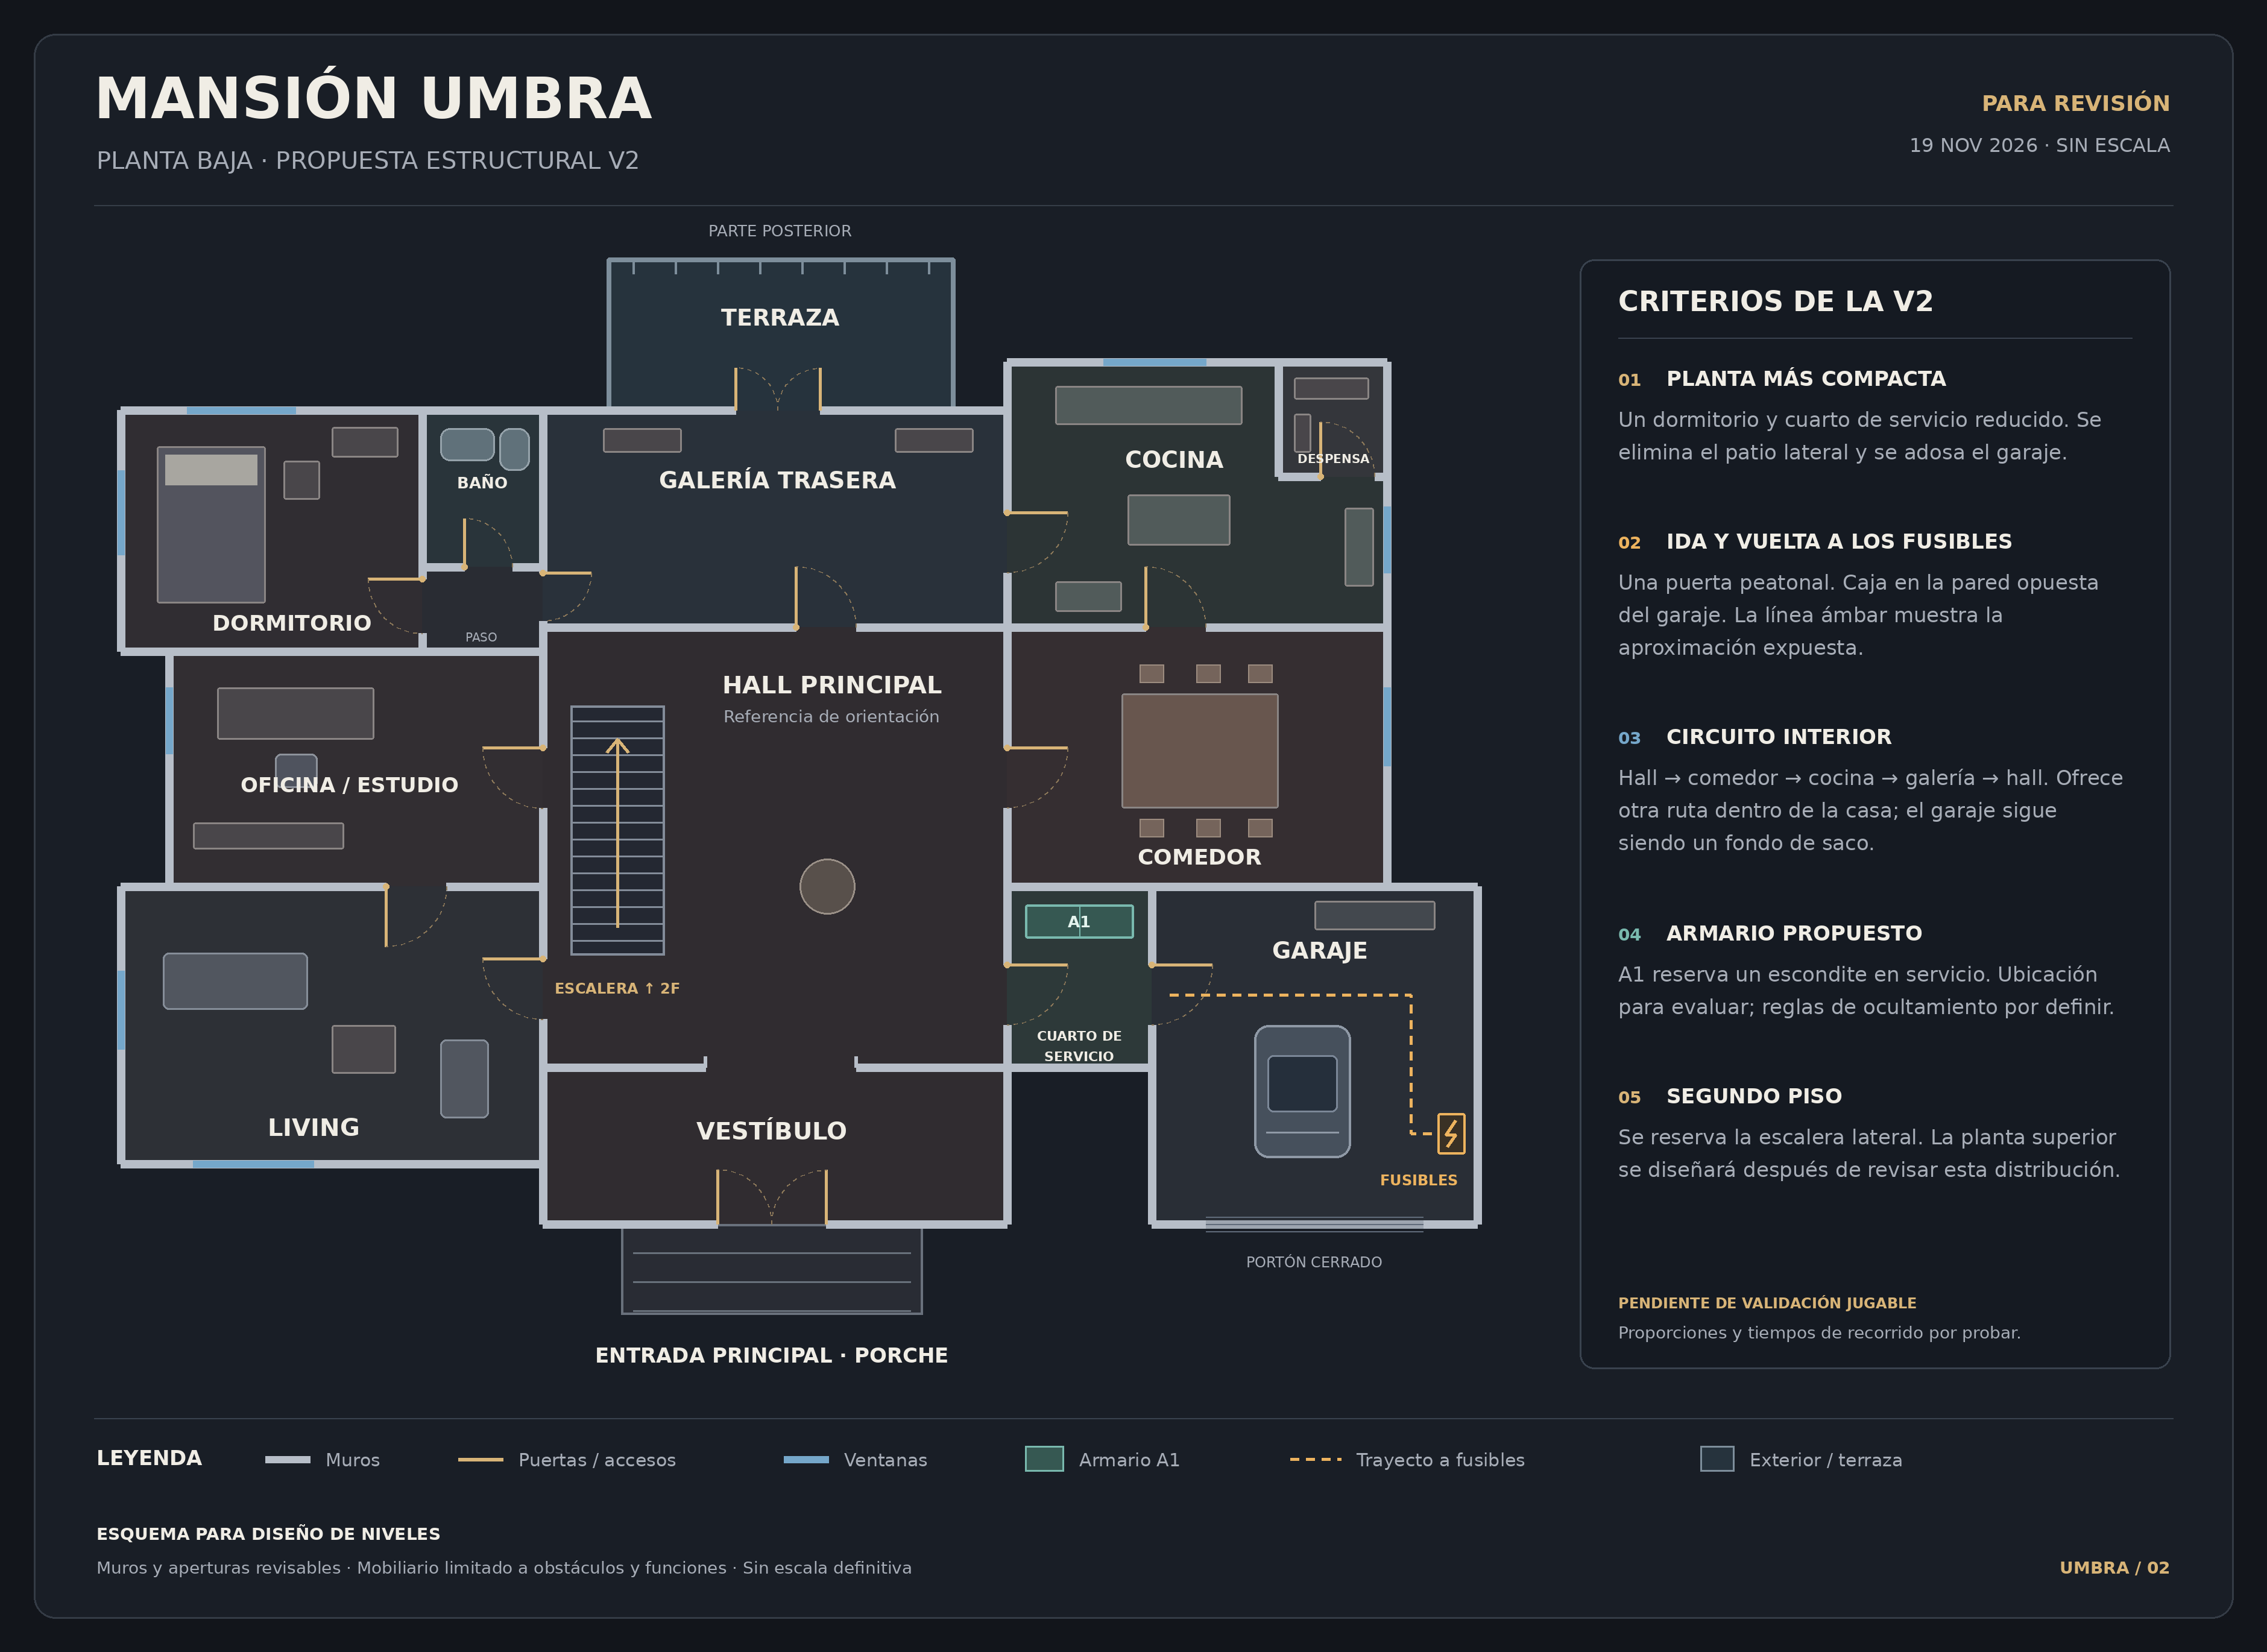 MANSIÓN UMBRA
PLANTA BAJA · PROPUESTA ESTRUCTURAL V2
PARA REVISIÓN
19 NOV 2026 · SIN ESCALA
PARTE POSTERIOR
TERRAZA
BAÑO
GALERÍA TRASERA
COCINA
DESPENSA
DORMITORIO
PASO
HALL PRINCIPAL
Referencia de orientación
OFICINA / ESTUDIO
COMEDOR
A1
GARAJE
ESCALERA ↑ 2F
CUARTO DE
SERVICIO
LIVING
VESTÍBULO
FUSIBLES
PORTÓN CERRADO
ENTRADA PRINCIPAL · PORCHE
CRITERIOS DE LA V2
01 PLANTA MÁS COMPACTA
Un dormitorio y cuarto de servicio reducido. Se
elimina el patio lateral y se adosa el garaje.
02 IDA Y VUELTA A LOS FUSIBLES
Una puerta peatonal. Caja en la pared opuesta
del garaje. La línea ámbar muestra la
aproximación expuesta.
03 CIRCUITO INTERIOR
Hall → comedor → cocina → galería → hall. Ofrece
otra ruta dentro de la casa; el garaje sigue
siendo un fondo de saco.
04 ARMARIO PROPUESTO
A1 reserva un escondite en servicio. Ubicación
para evaluar; reglas de ocultamiento por definir.
05 SEGUNDO PISO
Se reserva la escalera lateral. La planta superior
se diseñará después de revisar esta distribución.
PENDIENTE DE VALIDACIÓN JUGABLE
Proporciones y tiempos de recorrido por probar.
LEYENDA
Muros
Puertas / accesos
Ventanas
Armario A1
Trayecto a fusibles
Exterior / terraza
ESQUEMA PARA DISEÑO DE NIVELES
Muros y aperturas revisables · Mobiliario limitado a obstáculos y funciones · Sin escala definitiva
UMBRA / 02